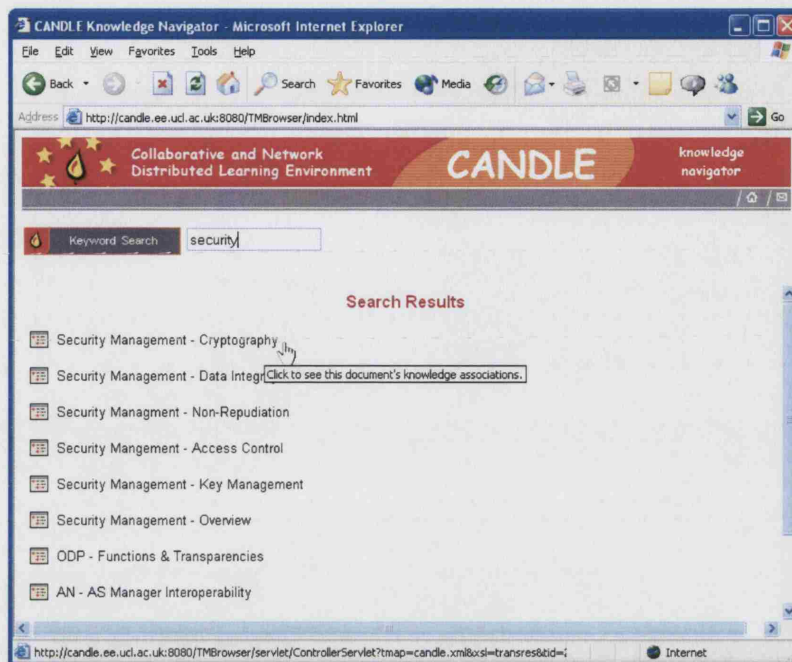 CANDLE Knowledge Navigator - Microsoft Internet Explorer
File Edit View Favorites Tools Help
Back Search Favorites Media
Address http://candle.ee.ucl.ac.uk:8080/TMBrowser/index.html Go
Collaborative and Network
Distributed Learning Environment
CANDLE
knowledge
navigator
Keyword Search security
Search Results
Security Management - Cryptography
Security Management - Data Integ
Click to see this document's knowledge associations.
Security Managment - Non-Repudiation
Security Mangement - Access Control
Security Management - Key Management
Security Management - Overview
ODP - Functions & Transparencies
AN - AS Manager Interoperability
http://candle.ee.ucl.ac.uk:8080/TMBrowser/servlet/ControllerServlet?tmap=candle.xml&xsl=transres&tid=; Internet